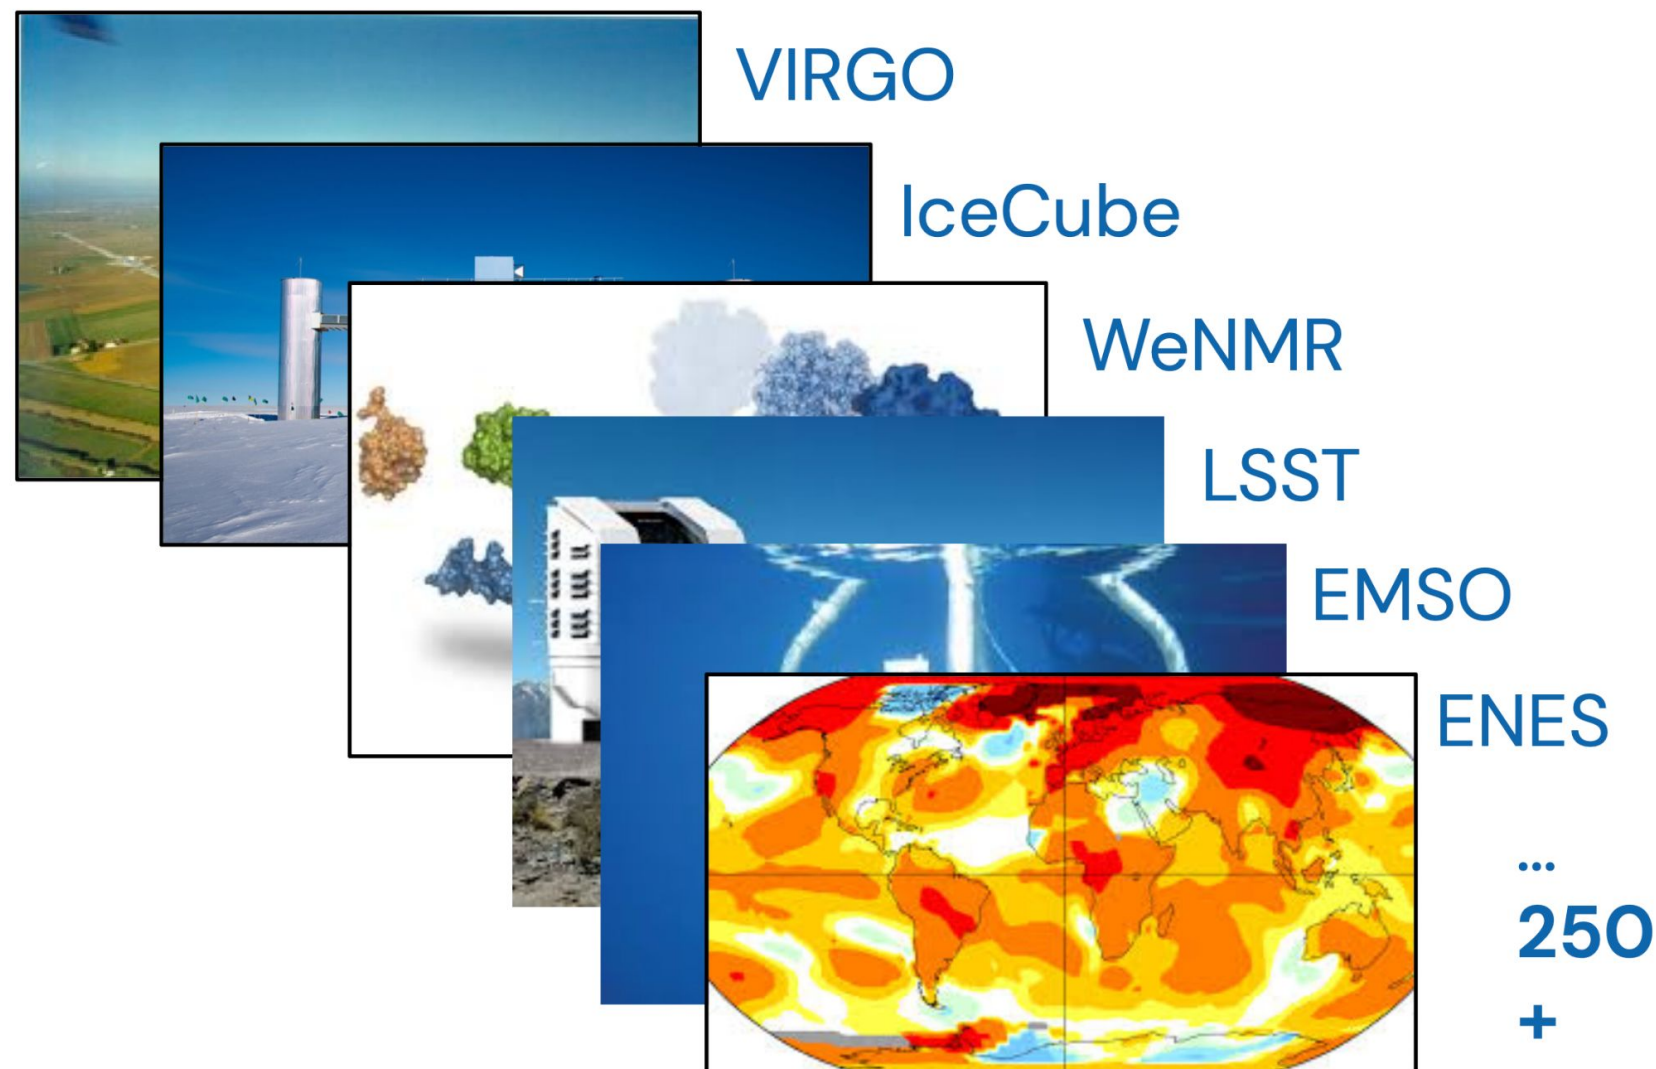 VIRGO
IceCube
WeNMR
LSST
EMSO
ENES
...
250
+